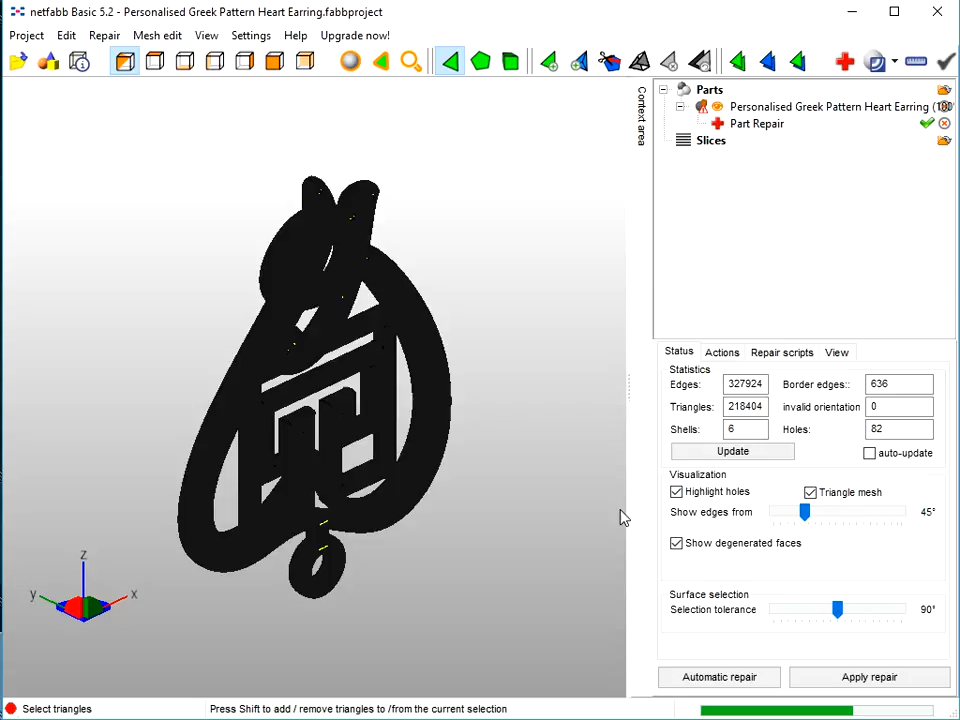 netfabb Basic 5.2 - Personalised Greek Pattern Heart Earring.fabbproject
Project Edit Repair Mesh edit View Settings Help Upgrade now!
Context area
Parts
Personalised Greek Pattern Heart Earring
Part Repair
Slices
Status Actions Repair scripts View
Statistics
Edges: 327924 Border edges:: 636
Triangles: 218404 invalid orientation 0
Shells: 6 Holes: 82
Update auto-update
Visualization
Highlight holes Triangle mesh
Show edges from 45°
Show degenerated faces
Surface selection
Selection tolerance 90°
Automatic repair Apply repair
z
y x
Select triangles Press Shift to add / remove triangles to /from the current selection